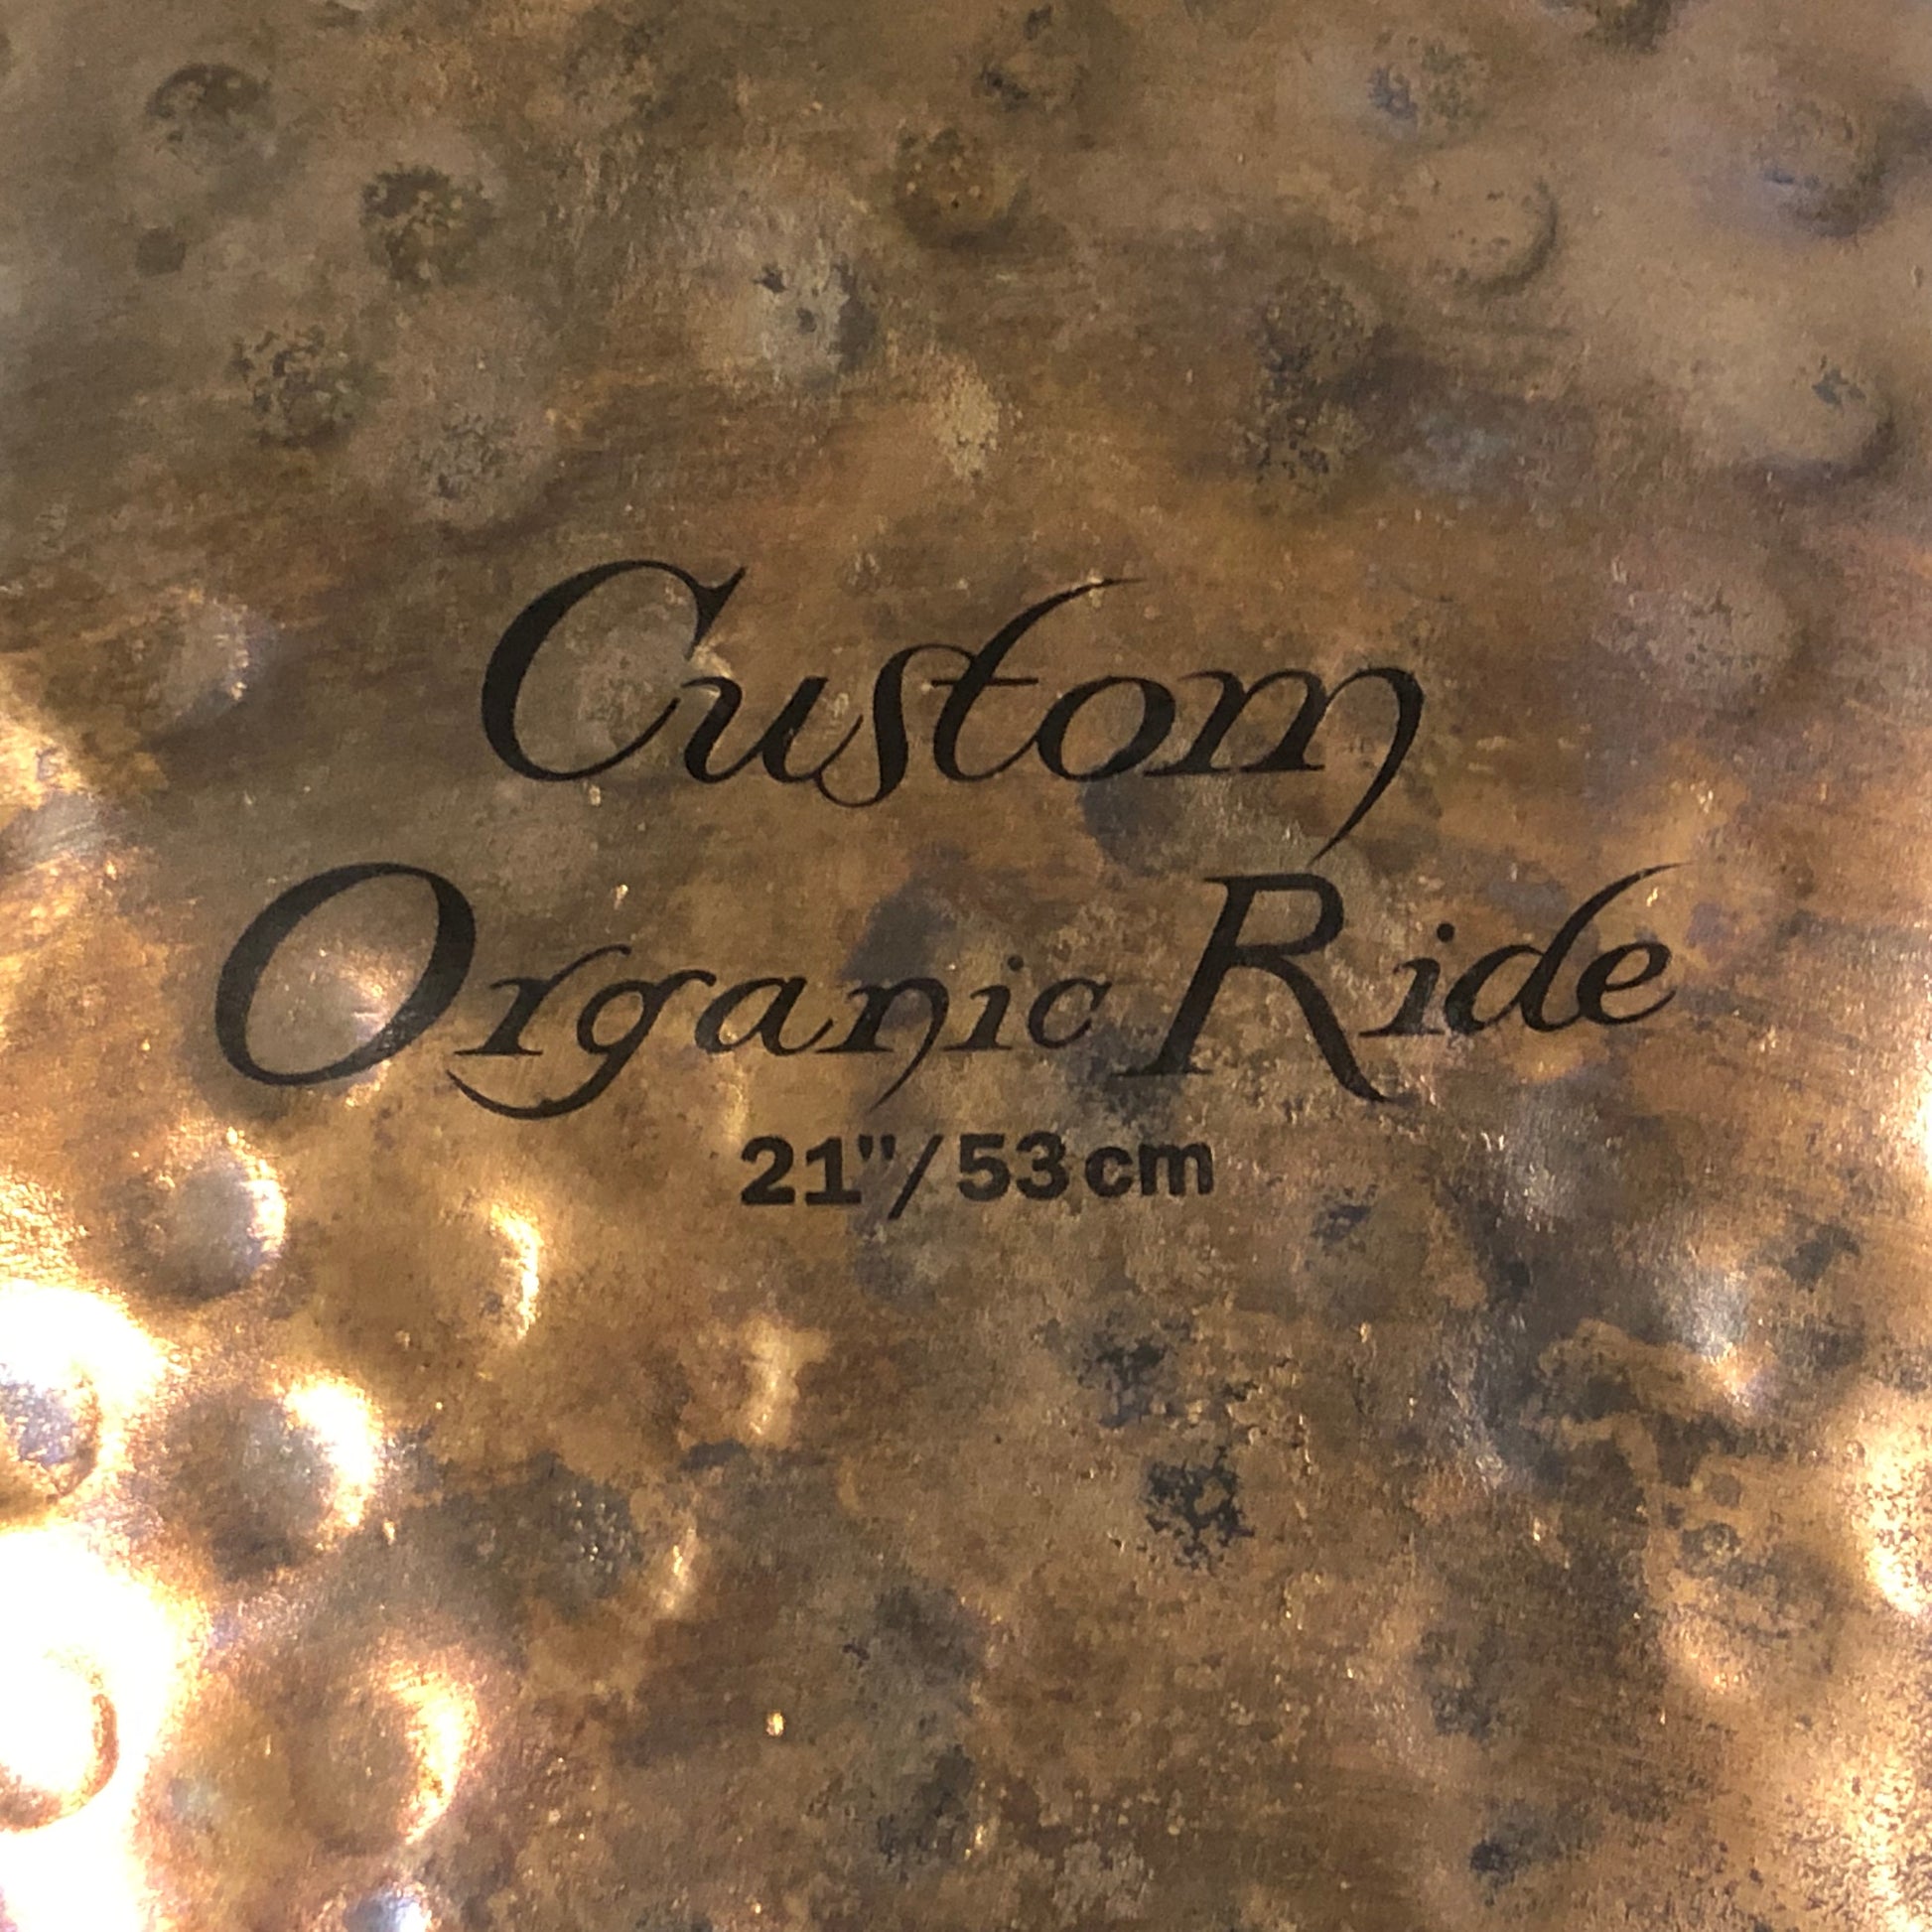 Custom
Organic Ride
21"/53cm